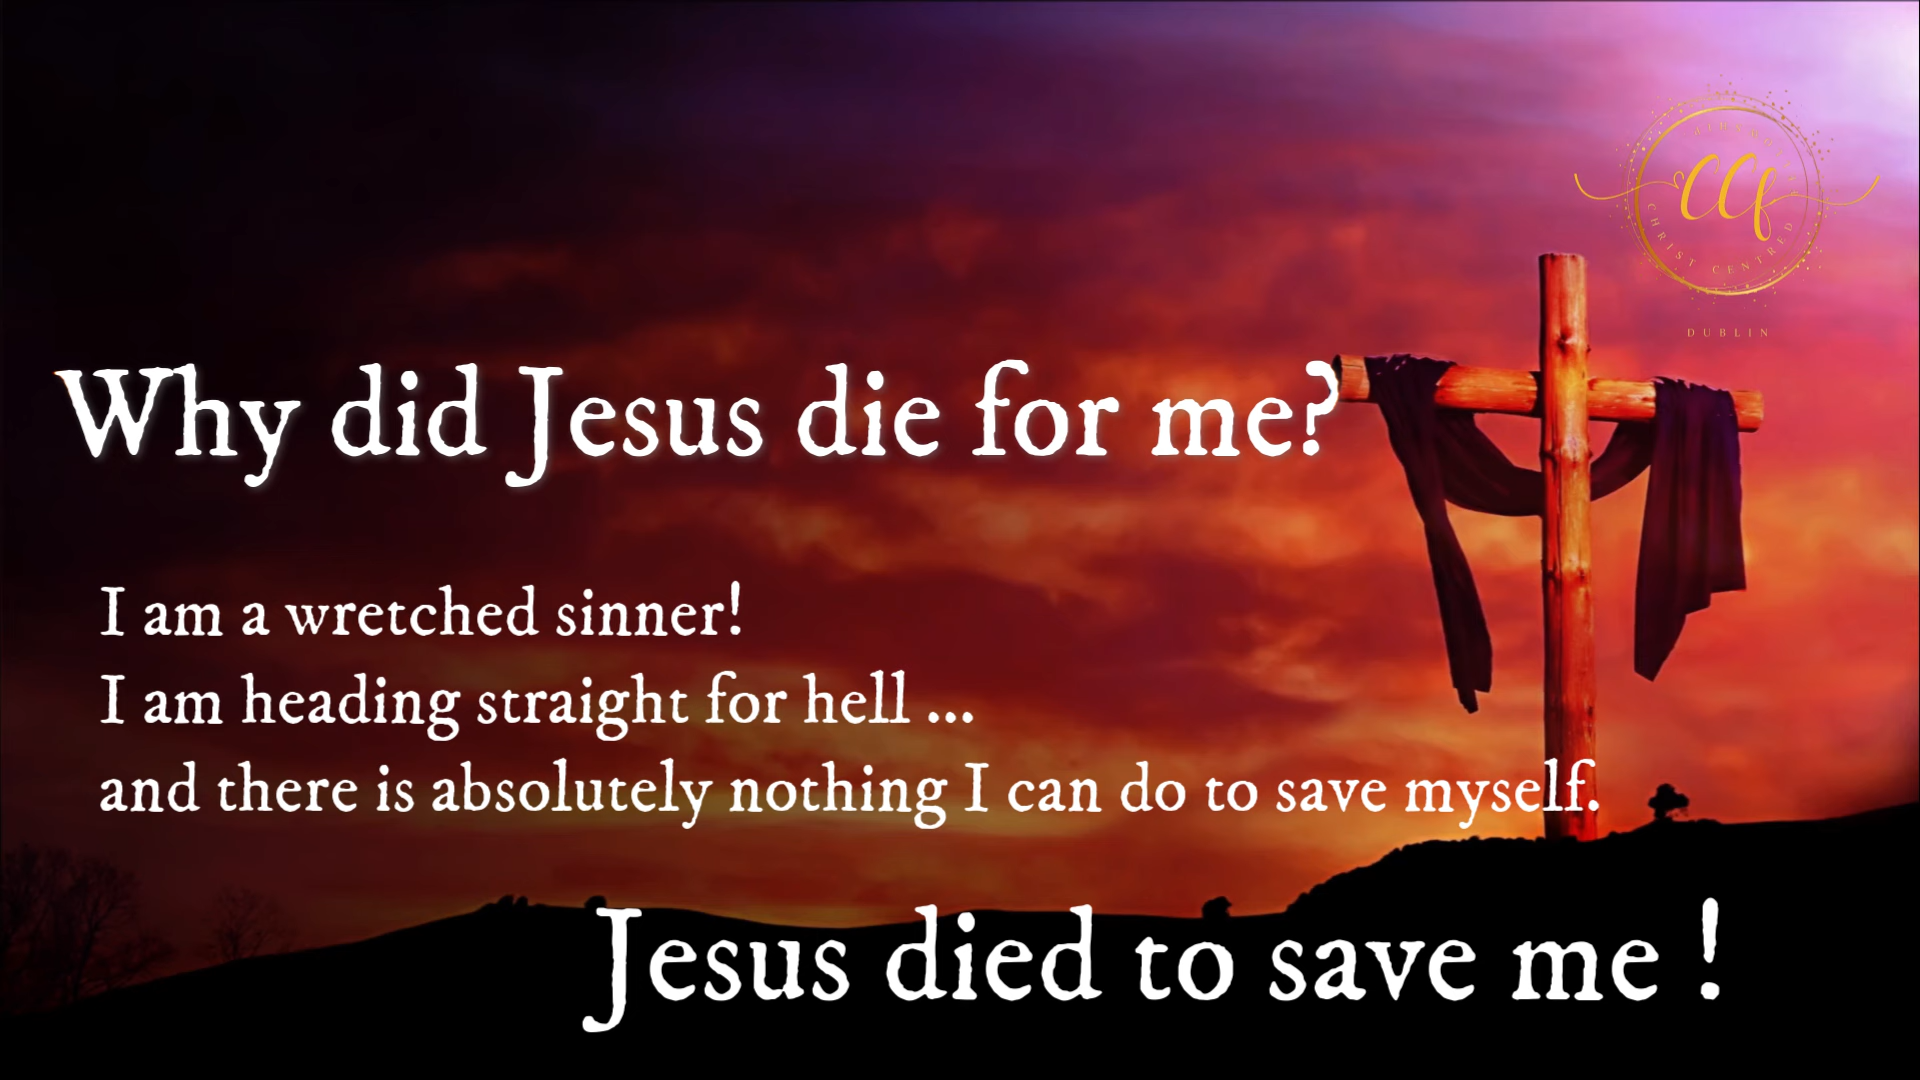 CCf
CHRIST CENTRED
DUBLIN
Why did Jesus die for me?
I am a wretched sinner!
I am heading straight for hell ...
and there is absolutely nothing I can do to save myself.
Jesus died to save me !